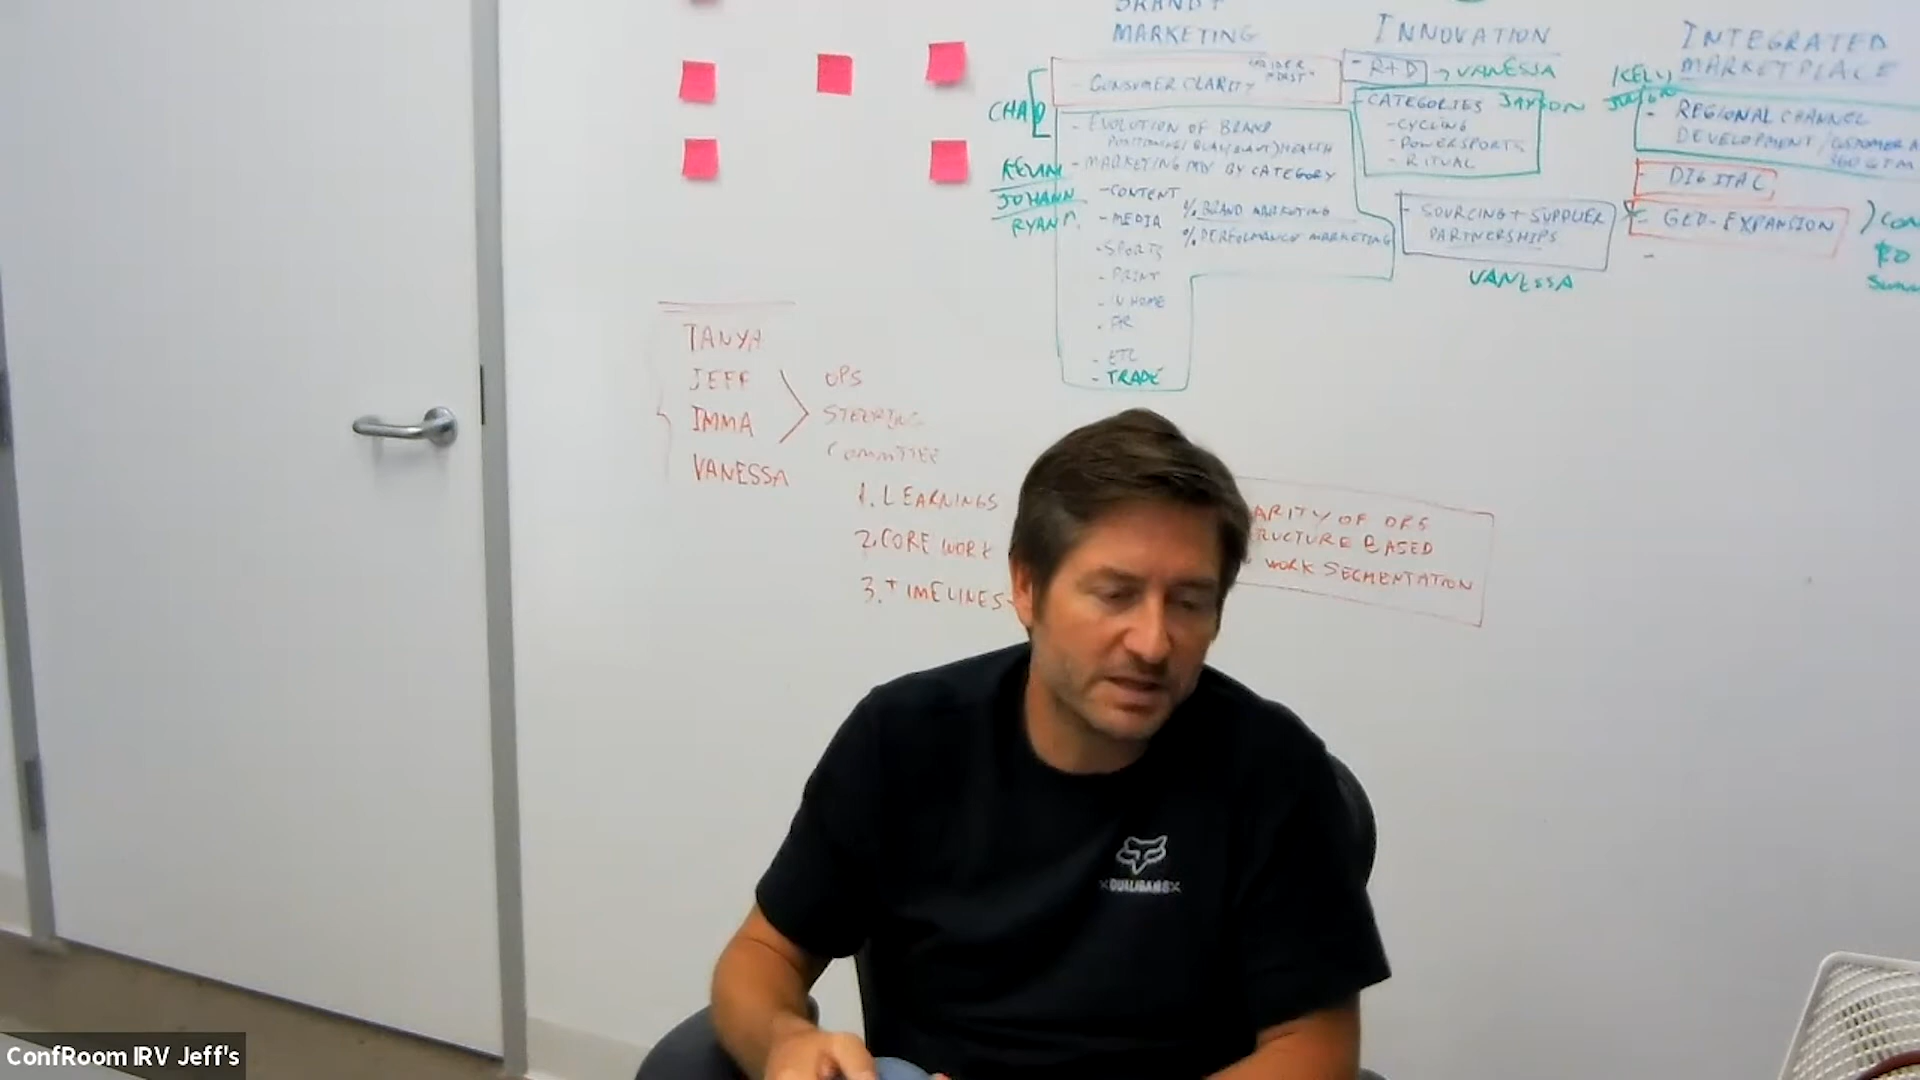 MARKETING
- CONSUMER CLARITY "RIDER FIRST"
CHAD
- EVOLUTION OF BRAND
KEVIN
- MARKETING MIX BY CATEGORY
JOHANN
- CONTENT
% BRAND MARKETING
RYAN
- MEDIA
% PERFORMANCE MARKETING
- SPORTS
- PRINT
- IN HOME
- PR
- ETC
- TRADE
INNOVATION
- R+D → VANESSA
- CATEGORIES JAYSON
- CYCLING
- POWERSPORTS
- RITUAL
- SOURCING + SUPPLIER
PARTNERSHIPS
VANESSA
INTEGRATED
MARKETPLACE
- REGIONAL CHANNEL
DEVELOPMENT /
- DIGITAL
- GEO-EXPANSION
TANYA
JEFF
IMMA
VANESSA
OPS
STEERING
COMMITTEE
1. LEARNINGS
2. CORE WORK
3. TIMELINES
ARITY OF OPS
RUCTURE BASED
WORK SEGMENTATION
ConfRoom IRV Jeff's